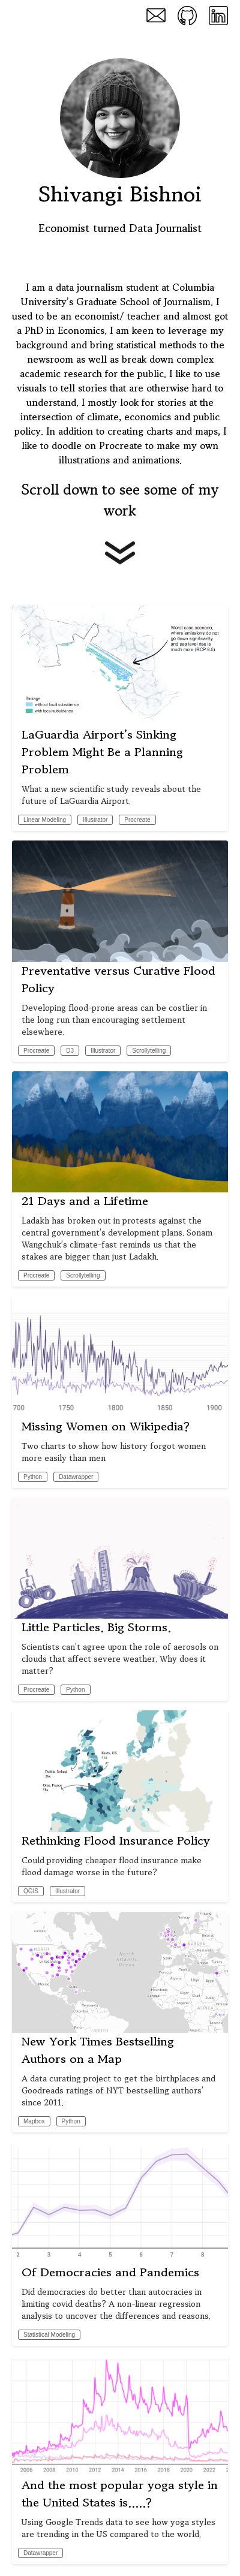 Shivangi Bishnoi
Economist turned Data Journalist
I am a data journalism student at Columbia
University's Graduate School of Journalism. I
used to be an economist/ teacher and almost got
a PhD in Economics. I am keen to leverage my
background and bring statistical methods to the
newsroom as well as break down complex
academic research for the public. I like to use
visuals to tell stories that are otherwise hard to
understand. I mostly look for stories at the
intersection of climate, economics and public
policy. In addition to creating charts and maps, I
like to doodle on Procreate to make my own
illustrations and animations.
Scroll down to see some of my
work
Worst case scenario,
where emissions do not
go down significantly
and sea level rise is
much more (RCP 8.5)
Sinkage
without local subsidence
with local subsidence
LaGuardia Airport's Sinking
Problem Might Be a Planning
Problem
What a new scientific study reveals about the
future of LaGuardia Airport.
Linear Modeling Illustrator Procreate
Preventative versus Curative Flood
Policy
Developing flood-prone areas can be costlier in
the long run than encouraging settlement
elsewhere.
Procreate D3 Illustrator Scrollytelling
21 Days and a Lifetime
Ladakh has broken out in protests against the
central government's development plans. Sonam
Wangchuk's climate-fast reminds us that the
stakes are bigger than just Ladakh.
Procreate Scrollytelling
700 1750 1800 1850 1900
Missing Women on Wikipedia?
Two charts to show how history forgot women
more easily than men
Python Datawrapper
Little Particles. Big Storms.
Scientists can't agree upon the role of aerosols on
clouds that affect severe weather. Why does it
matter?
Procreate Python
Rethinking Flood Insurance Policy
Could providing cheaper flood insurance make
flood damage worse in the future?
QGIS Illustrator
New York Times Bestselling
Authors on a Map
A data curating project to get the birthplaces and
Goodreads ratings of NYT bestselling authors'
since 2011.
Mapbox Python
2 3 4 5 6 7 8
Of Democracies and Pandemics
Did democracies do better than autocracies in
limiting covid deaths? A non-linear regression
analysis to uncover the differences and reasons.
Statistical Modeling
2006 2008 2010 2012 2014 2016 2018 2020 2022
And the most popular yoga style in
the United States is.....?
Using Google Trends data to see how yoga styles
are trending in the US compared to the world.
Datawrapper